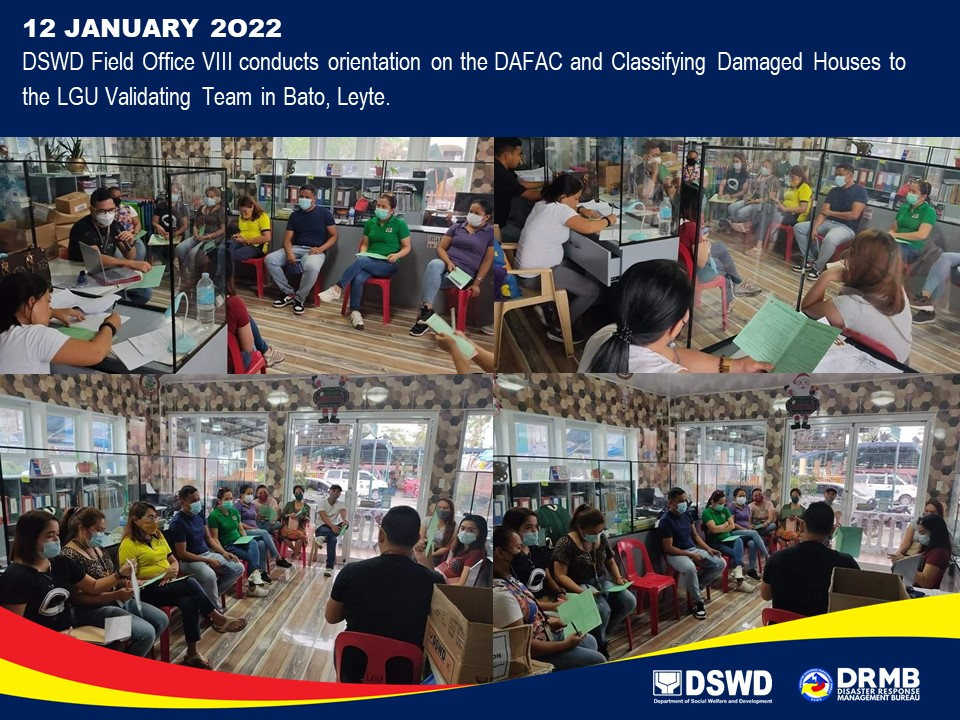 12 JANUARY 2022
DSWD Field Office VIII conducts orientation on the DAFAC and Classifying Damaged Houses to
the LGU Validating Team in Bato, Leyte.
DSWD
Department of Social Welfare and Development
DRMB
DISASTER RESPONSE
MANAGEMENT BUREAU